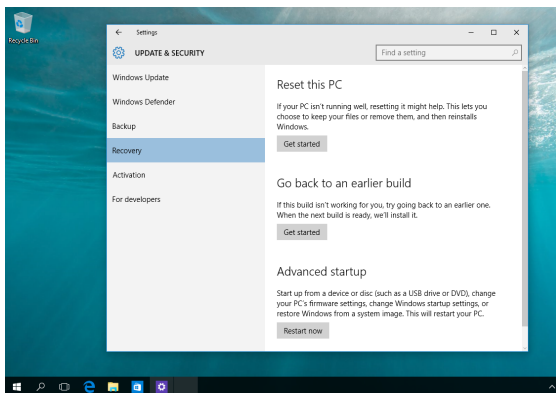 Recycle Bin
Settings
UPDATE & SECURITY
Find a setting
Windows Update
Windows Defender
Backup
Recovery
Activation
For developers
Reset this PC
If your PC isn't running well, resetting it might help. This lets you
choose to keep your files or remove them, and then reinstalls
Windows.
Get started
Go back to an earlier build
If this build isn't working for you, try going back to an earlier one.
When the next build is ready, we'll install it.
Get started
Advanced startup
Start up from a device or disc (such as a USB drive or DVD), change
your PC's firmware settings, change Windows startup settings, or
restore Windows from a system image. This will restart your PC.
Restart now